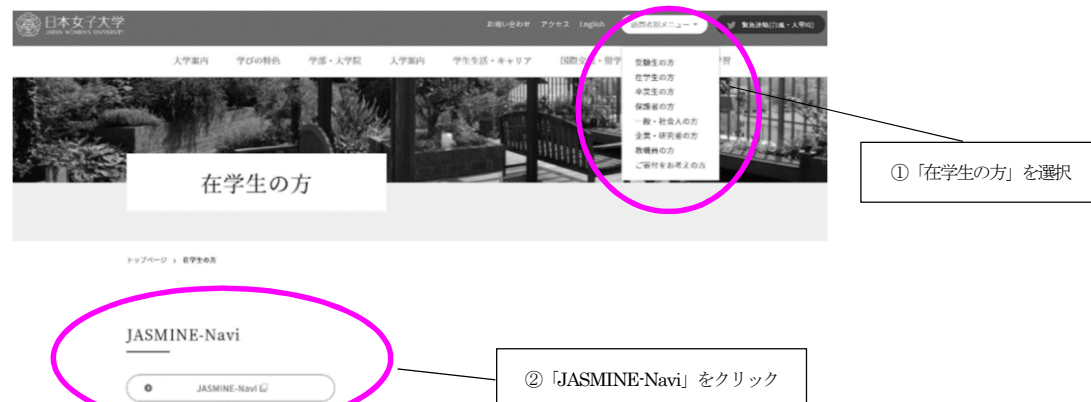 日本女子大学
JAPAN WOMEN'S UNIVERSITY
お問い合わせ アクセス English 訪問者別メニュー 緊急連絡(力龍・人零和)
大学案内 学びの特色 学部・大学院 入学案内 学生生活・キャリア 国際交流・留学
受験生の方
在学生の方
卒業生の方
保護者の方
一般・社会人の方
企業・研究者の方
教職員の方
ご寄付をお考えの方
①「在学生の方」を選択
在学生の方
トップページ › 在学生の方
JASMINE-Navi
JASMINE-Navi
②「JASMINE-Navi」をクリック